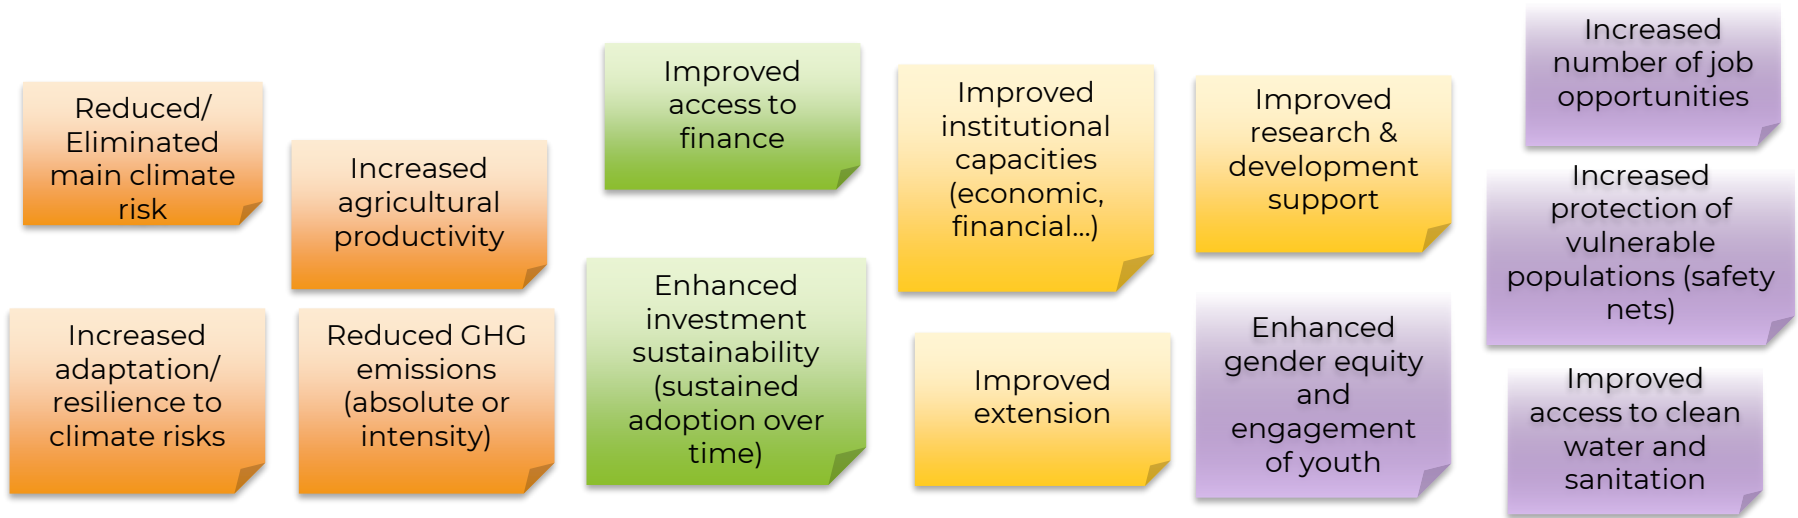 Reduced/
Eliminated
main climate
risk
Increased
agricultural
productivity
Increased
adaptation/
resilience to
climate risks
Reduced GHG
emissions
(absolute or
intensity)
Improved
access to
finance
Enhanced
investment
sustainability
(sustained
adoption over
time)
Improved
institutional
capacities
(economic,
financial...)
Improved
extension
Improved
research &
development
support
Enhanced
gender equity
and
engagement
of youth
Increased
number of job
opportunities
Increased
protection of
vulnerable
populations (safety
nets)
Improved
access to clean
water and
sanitation